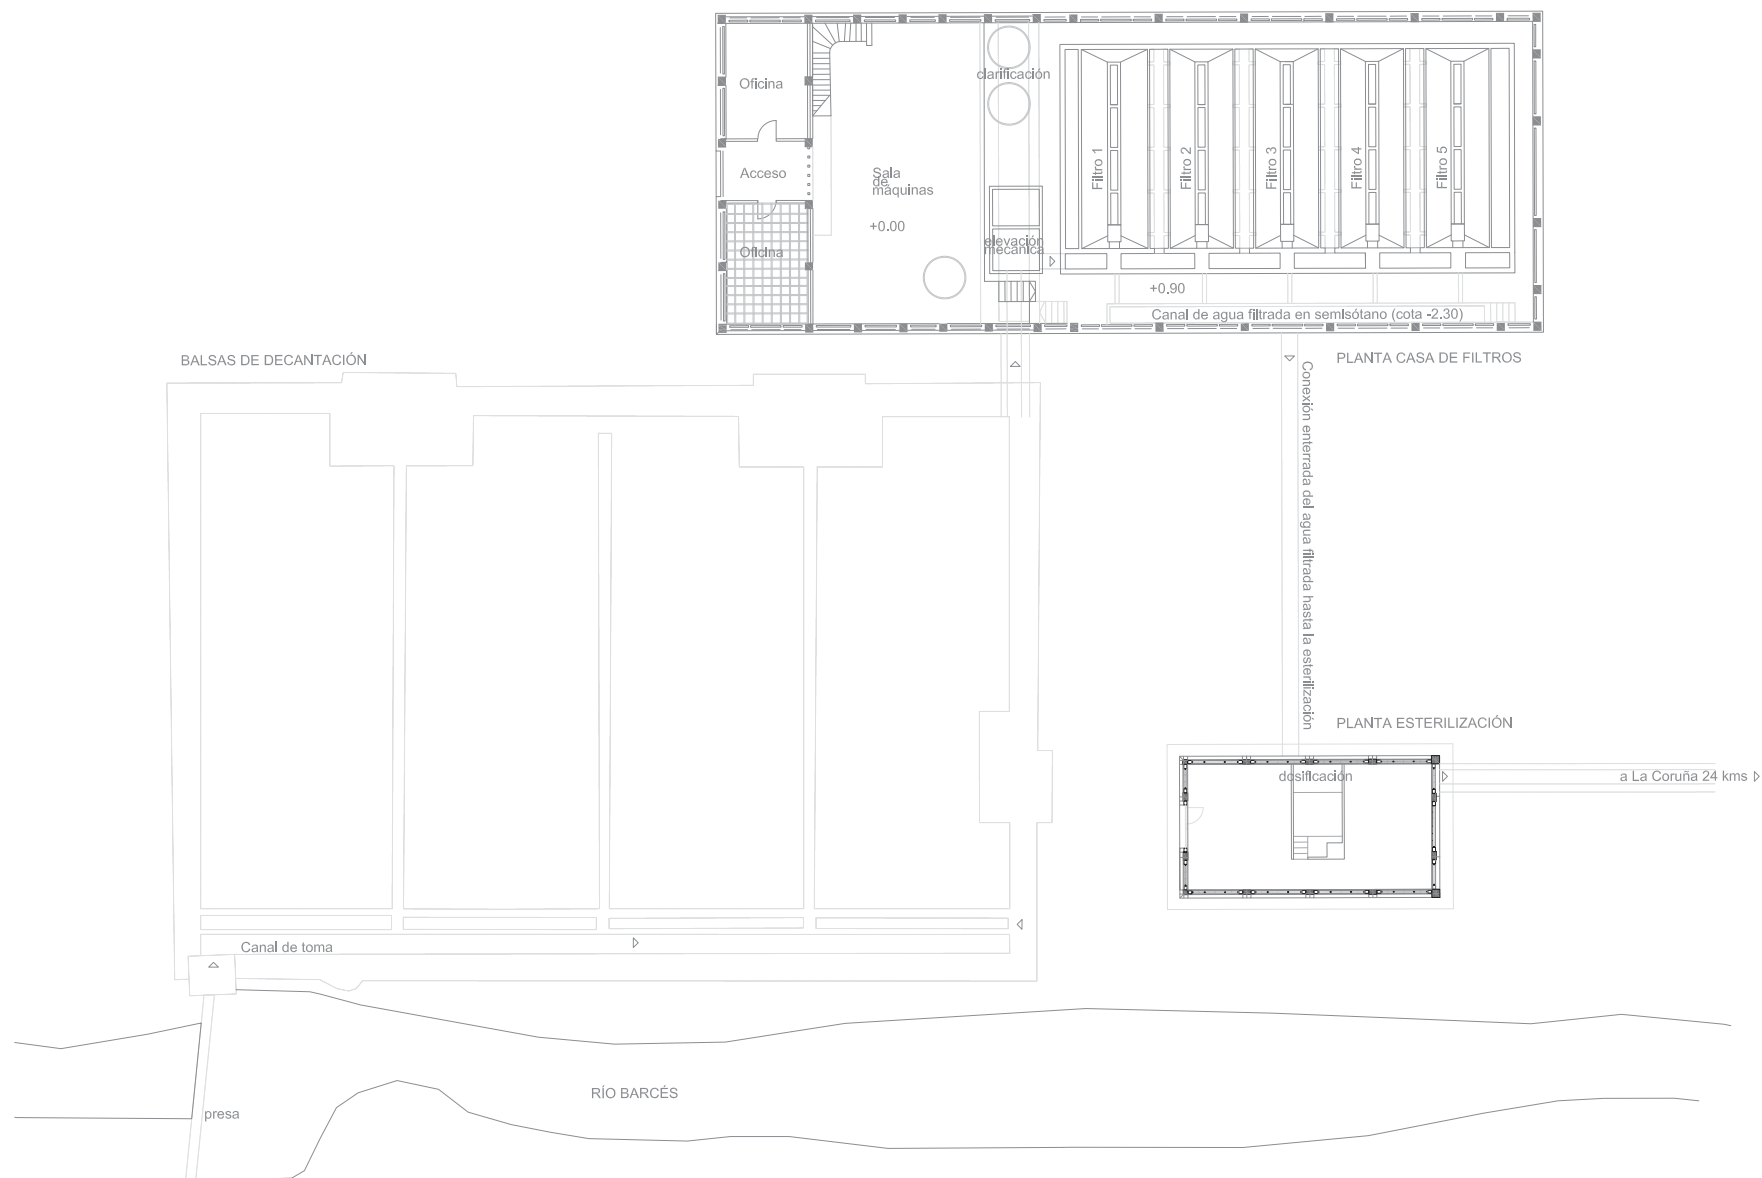 Oficina
clarificación
Acceso
Sala
de
máquinas
+0.00
Oficina
elevación
mecánica
Filtro 1
Filtro 2
Filtro 3
Filtro 4
Filtro 5
+0,90
Canal de agua filtrada en semisótano (cota -2.30)
BALSAS DE DECANTACIÓN
PLANTA CASA DE FILTROS
Conexión enterrada del agua filtrada hasta la esterilización
PLANTA ESTERILIZACIÓN
dosificación
a La Coruña 24 kms
Canal de toma
RÍO BARCÉS
presa